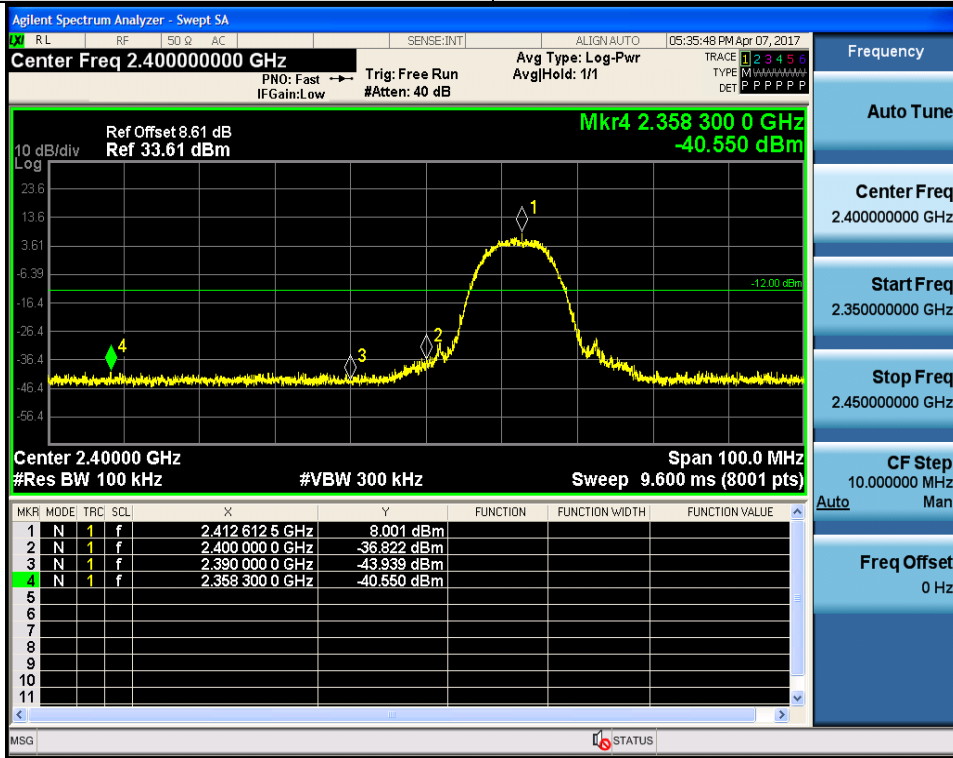 Agilent Spectrum Analyzer - Swept SA
LXI RL RF 50 Ω AC SENSE:INT ALIGN AUTO 05:35:48 PM Apr 07, 2017
Center Freq 2.400000000 GHz
PNO: Fast
IFGain:Low
Trig: Free Run
#Atten: 40 dB
Avg Type: Log-Pwr
Avg|Hold: 1/1
TRACE 1 2 3 4 5 6
TYPE M WWWWW
DET P P P P P P
Ref Offset 8.61 dB
10 dB/div Ref 33.61 dBm
Log
Mkr4 2.358 300 0 GHz
-40.550 dBm
23.6
13.6
3.61
-6.39
-16.4
-26.4
-36.4
-46.4
-56.4
1
-12.00 dBm
2
3
4
Center 2.40000 GHz Span 100.0 MHz
#Res BW 100 kHz #VBW 300 kHz Sweep 9.600 ms (8001 pts)
MKR MODE TRC SCL X Y FUNCTION FUNCTION WIDTH FUNCTION VALUE
1 N 1 f 2.412 612 5 GHz 8.001 dBm
2 N 1 f 2.400 000 0 GHz -36.822 dBm
3 N 1 f 2.390 000 0 GHz -43.939 dBm
4 N 1 f 2.358 300 0 GHz -40.550 dBm
5
6
7
8
9
10
11
MSG STATUS
Frequency
Auto Tune
Center Freq
2.400000000 GHz
Start Freq
2.350000000 GHz
Stop Freq
2.450000000 GHz
CF Step
10.000000 MHz
Auto Man
Freq Offset
0 Hz